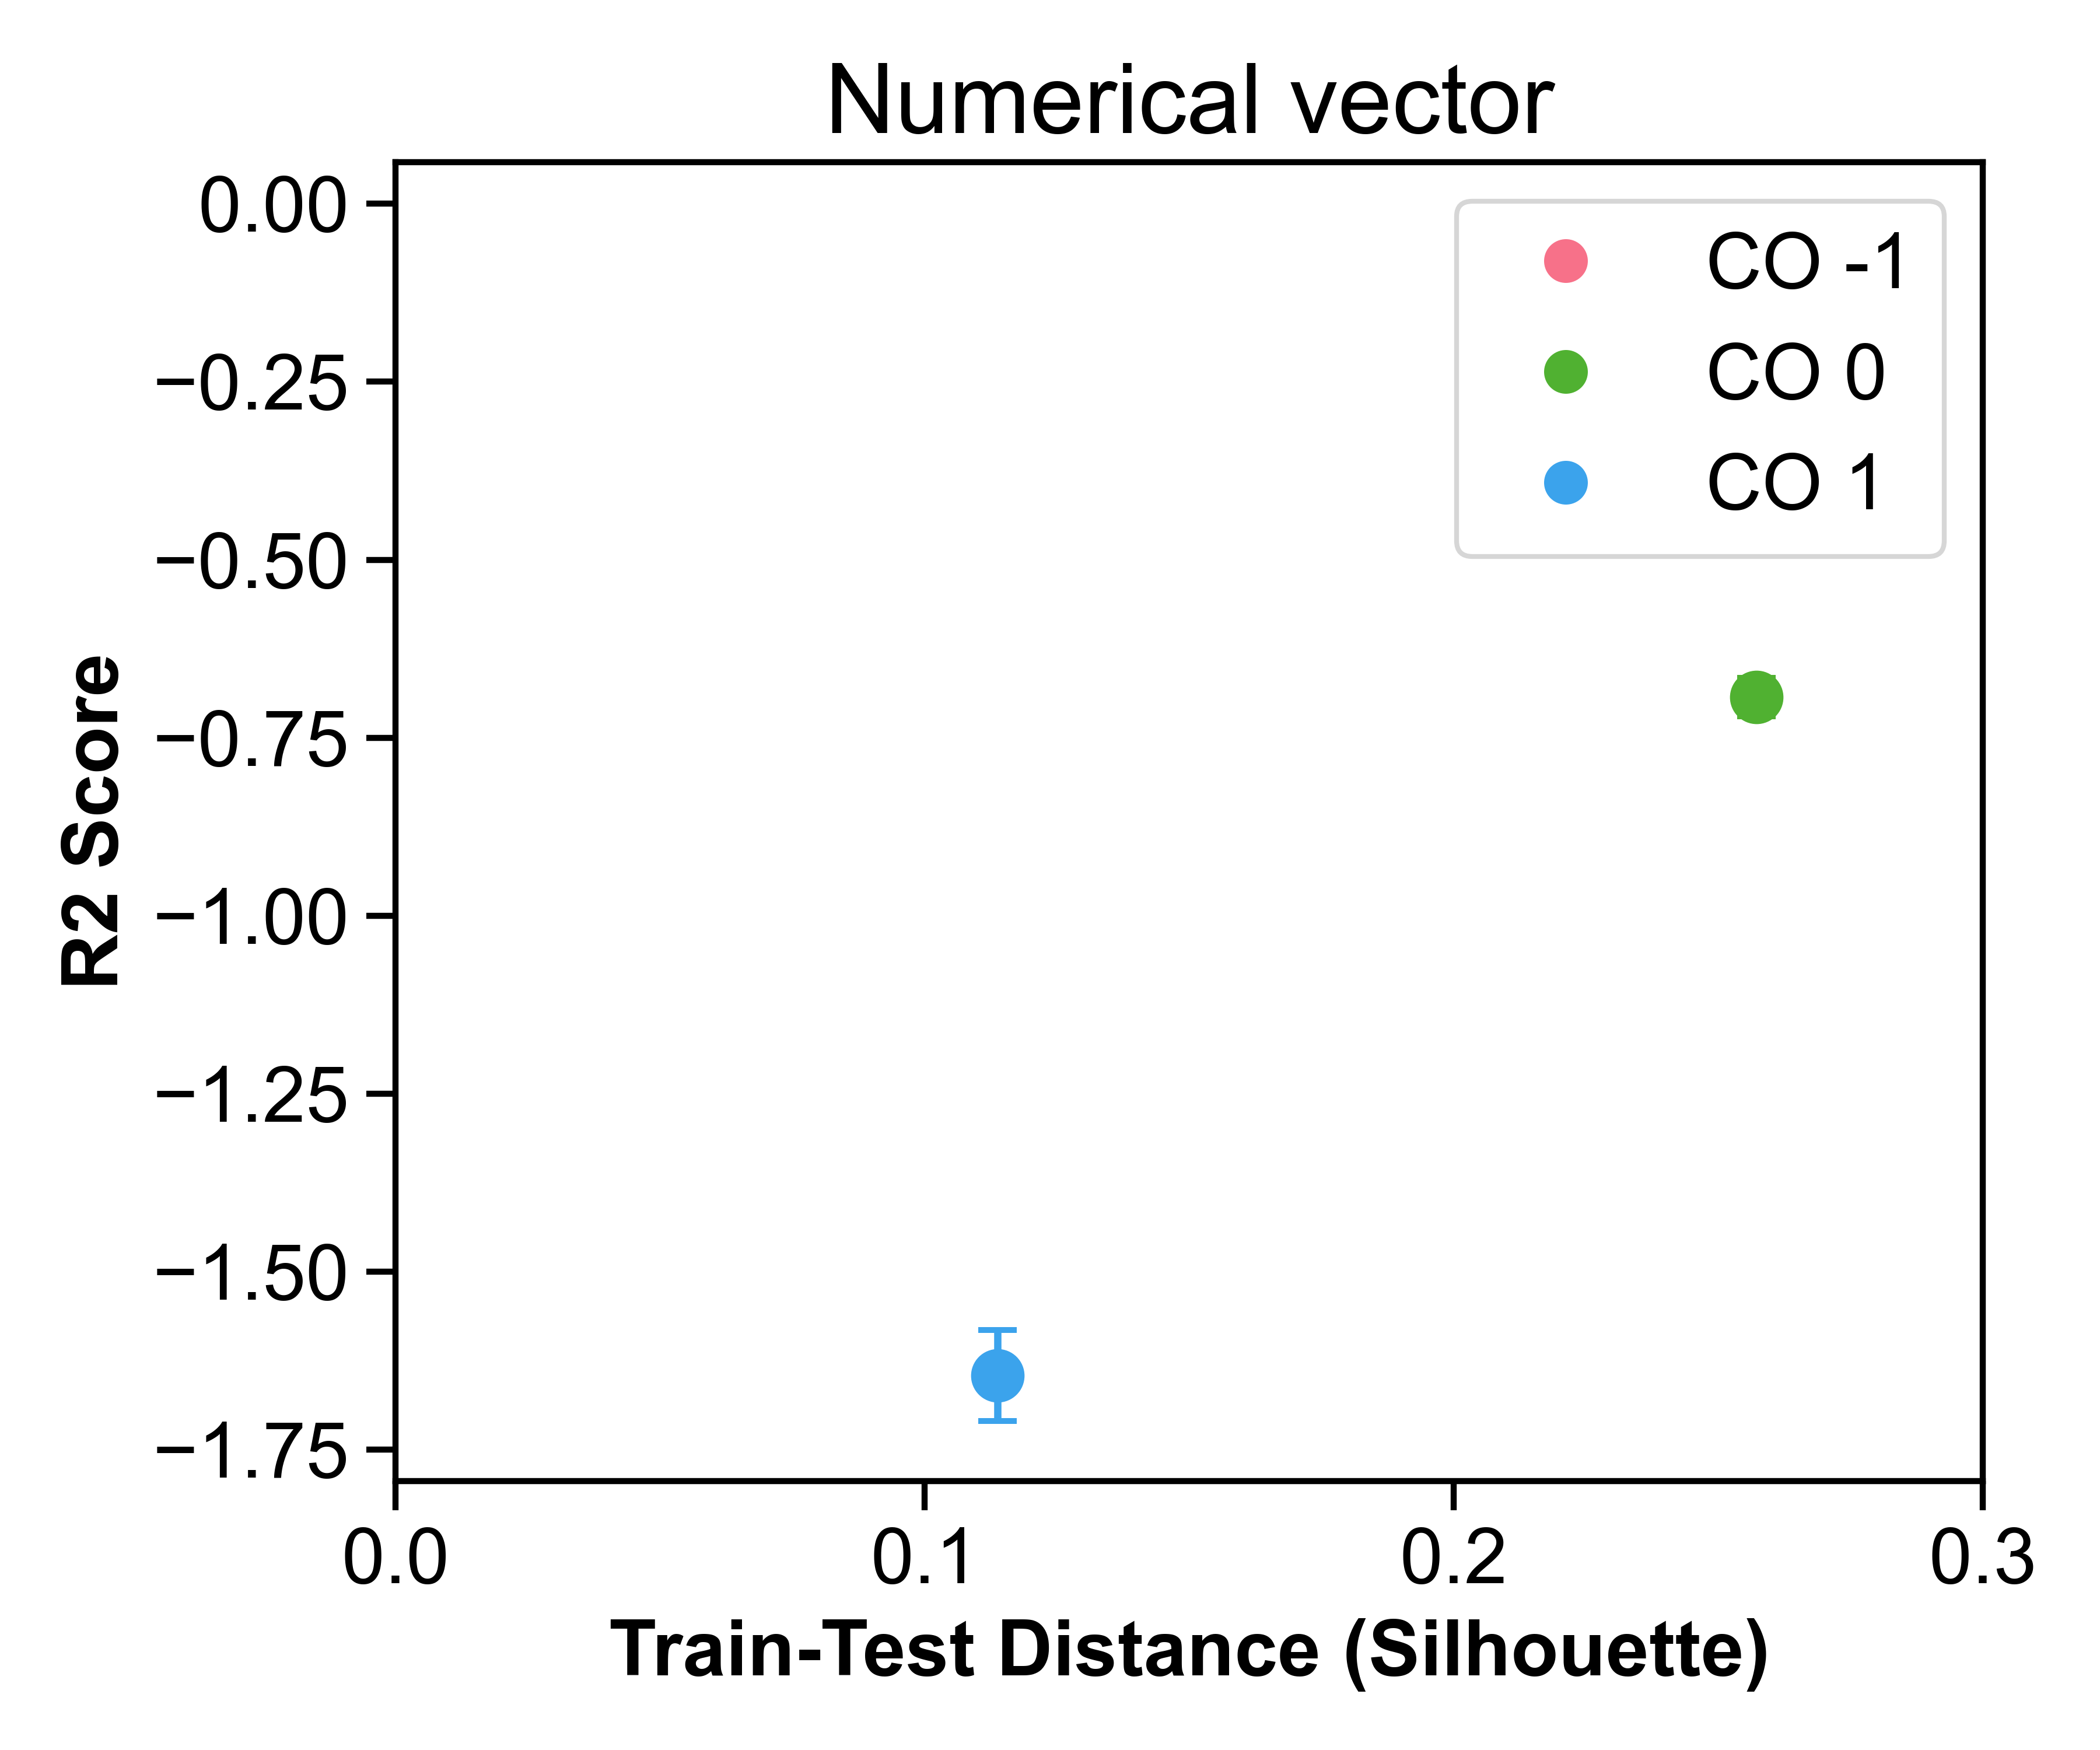 Numerical vector
0.00
−0.25
−0.50
−0.75
−1.00
−1.25
−1.50
−1.75
R2 Score
CO -1
CO 0
CO 1
0.0
0.1
0.2
0.3
Train-Test Distance (Silhouette)